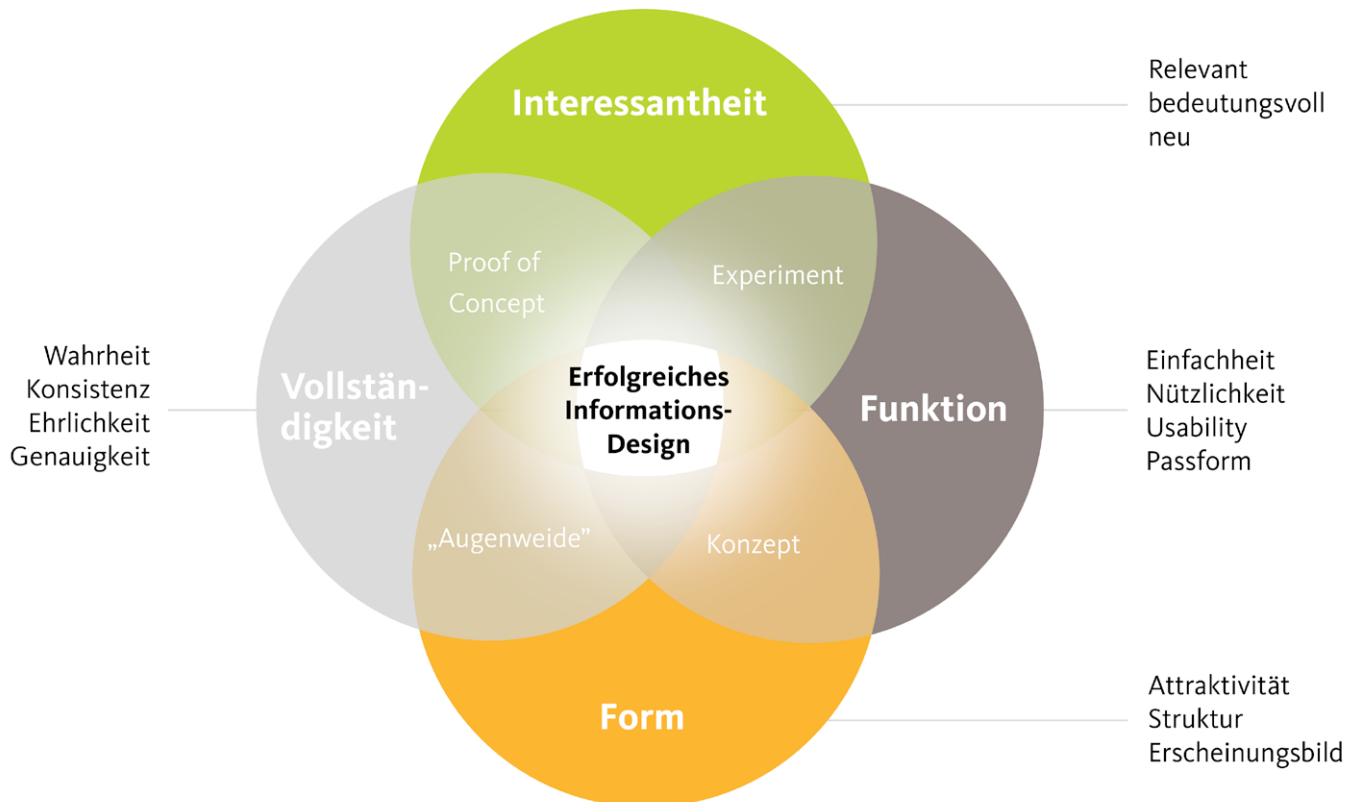 Interessantheit
Relevant
bedeutungsvoll
neu
Proof of
Concept
Experiment
Wahrheit
Konsistenz
Ehrlichkeit
Genauigkeit
Vollstän-
digkeit
Erfolgreiches
Informations-
Design
Funktion
Einfachheit
Nützlichkeit
Usability
Passform
„Augenweide”
Konzept
Form
Attraktivität
Struktur
Erscheinungsbild